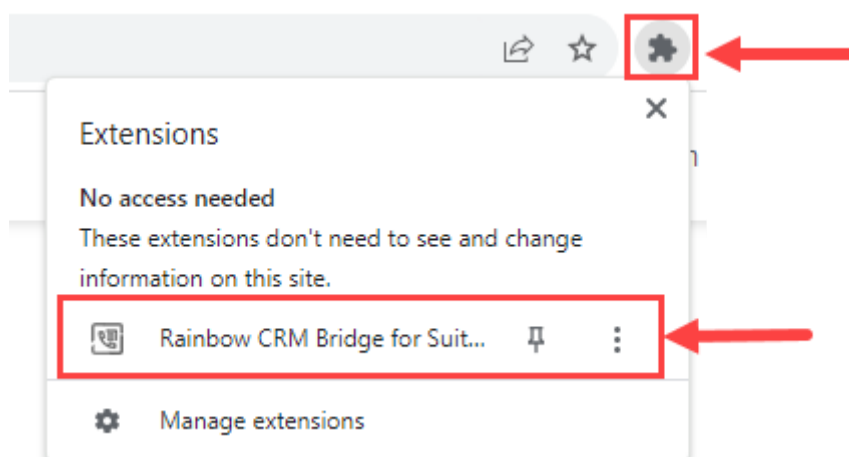 Extensions
No access needed
These extensions don't need to see and change
information on this site.
Rainbow CRM Bridge for Suit...
Manage extensions